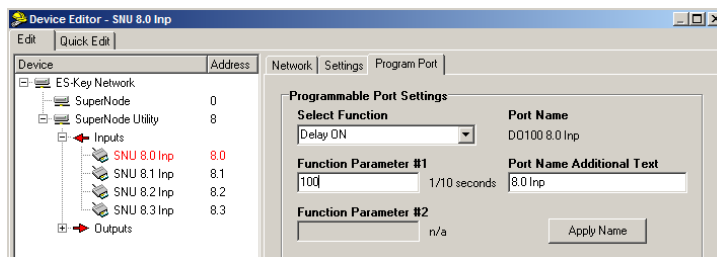 Device Editor - SNU 8.0 Inp
Edit Quick Edit
Device Address
ES-Key Network
SuperNode 0
SuperNode Utility 8
Inputs
SNU 8.0 Inp 8.0
SNU 8.1 Inp 8.1
SNU 8.2 Inp 8.2
SNU 8.3 Inp 8.3
Outputs
Network Settings Program Port
Programmable Port Settings
Select Function Port Name
Delay ON DO100 8.0 Inp
Function Parameter #1 Port Name Additional Text
100 1/10 seconds 8.0 Inp
Function Parameter #2
n/a Apply Name